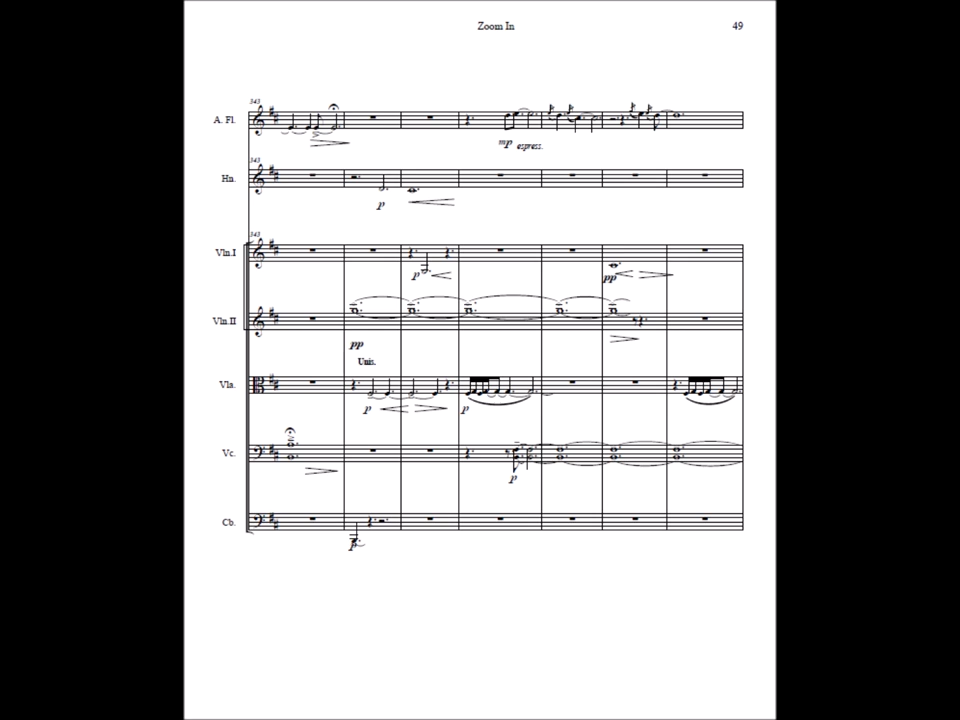 Zoom In
49
343
A. Fl.
mp espress.
343
Hn.
p
343
Vln.I
p
pp
Vln.II
pp
Unis.
Vla.
p
p
Vc.
p
Cb.
p